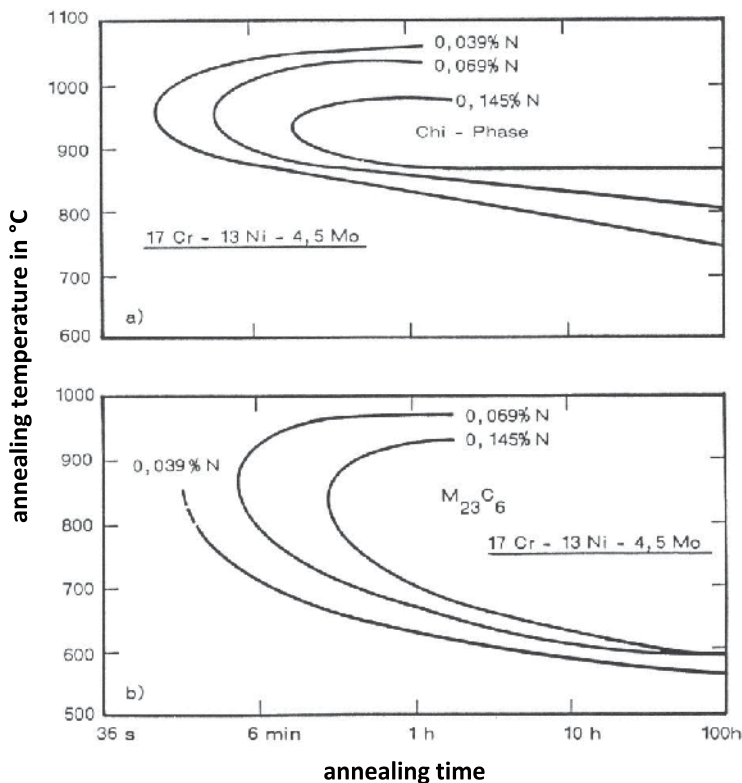 1100
1000
900
800
700
600
0,039% N
0,069% N
0,145% N
Chi - Phase
17 Cr - 13 Ni - 4,5 Mo
a)
annealing temperature in °C
1000
900
800
700
600
500
0,069% N
0,145% N
0,039% N
M23C6
17 Cr - 13 Ni - 4,5 Mo
b)
35 s 6 min 1 h 10 h 100h
annealing time